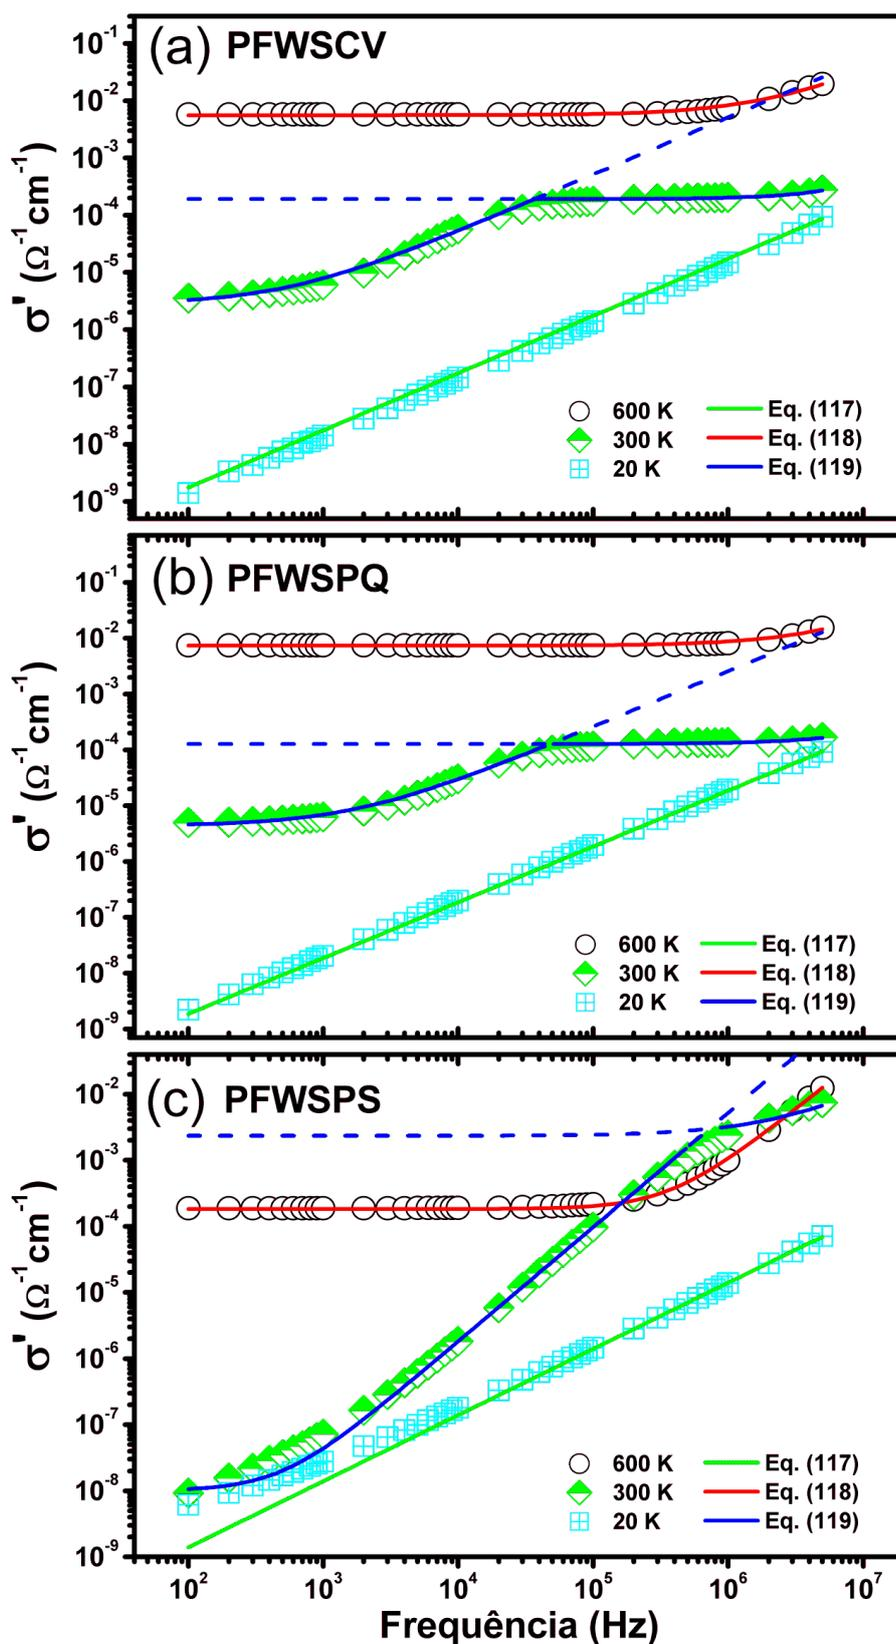 (a) PFWSCV
10⁻¹
10⁻²
10⁻³
10⁻⁴
10⁻⁵
10⁻⁶
10⁻⁷
10⁻⁸
10⁻⁹
σ' (Ω⁻¹cm⁻¹)
600 K Eq. (117)
300 K Eq. (118)
20 K Eq. (119)
(b) PFWSPQ
10⁻¹
10⁻²
10⁻³
10⁻⁴
10⁻⁵
10⁻⁶
10⁻⁷
10⁻⁸
10⁻⁹
σ' (Ω⁻¹cm⁻¹)
600 K Eq. (117)
300 K Eq. (118)
20 K Eq. (119)
(c) PFWSPS
10⁻²
10⁻³
10⁻⁴
10⁻⁵
10⁻⁶
10⁻⁷
10⁻⁸
10⁻⁹
σ' (Ω⁻¹cm⁻¹)
600 K Eq. (117)
300 K Eq. (118)
20 K Eq. (119)
10² 10³ 10⁴ 10⁵ 10⁶ 10⁷
Frequência (Hz)